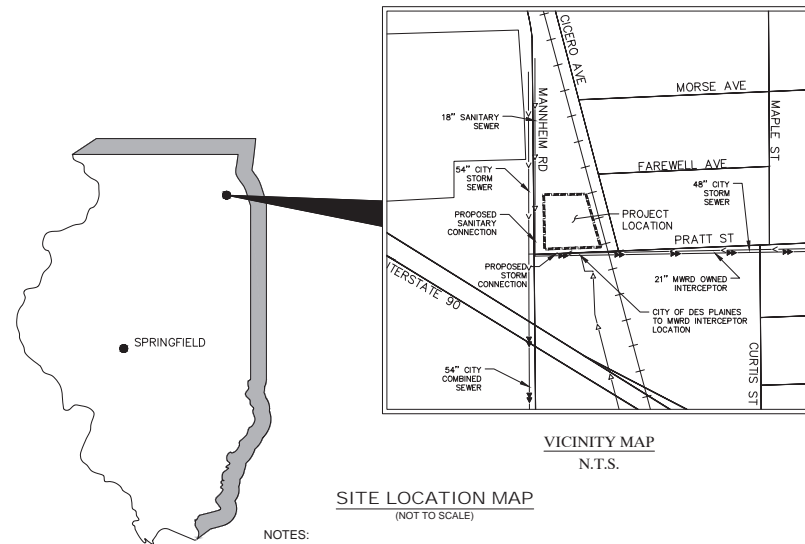 CICERO AVE
MORSE AVE
MANNHEIM RD
MAPLE ST
18" SANITARY
SEWER
FAREWELL AVE
54" CITY
STORM
SEWER
48" CITY
STORM
SEWER
PROPOSED
SANITARY
CONNECTION
PROJECT
LOCATION
PRATT ST
PROPOSED
STORM
CONNECTION
21" MWRD OWNED
INTERCEPTOR
NTERSTATE 90
CITY OF DES PLAINES
TO MWRD INTERCEPTOR
LOCATION
CURTIS ST
54" CITY
COMBINED
SEWER
SPRINGFIELD
VICINITY MAP
N.T.S.
SITE LOCATION MAP
(NOT TO SCALE)
NOTES: